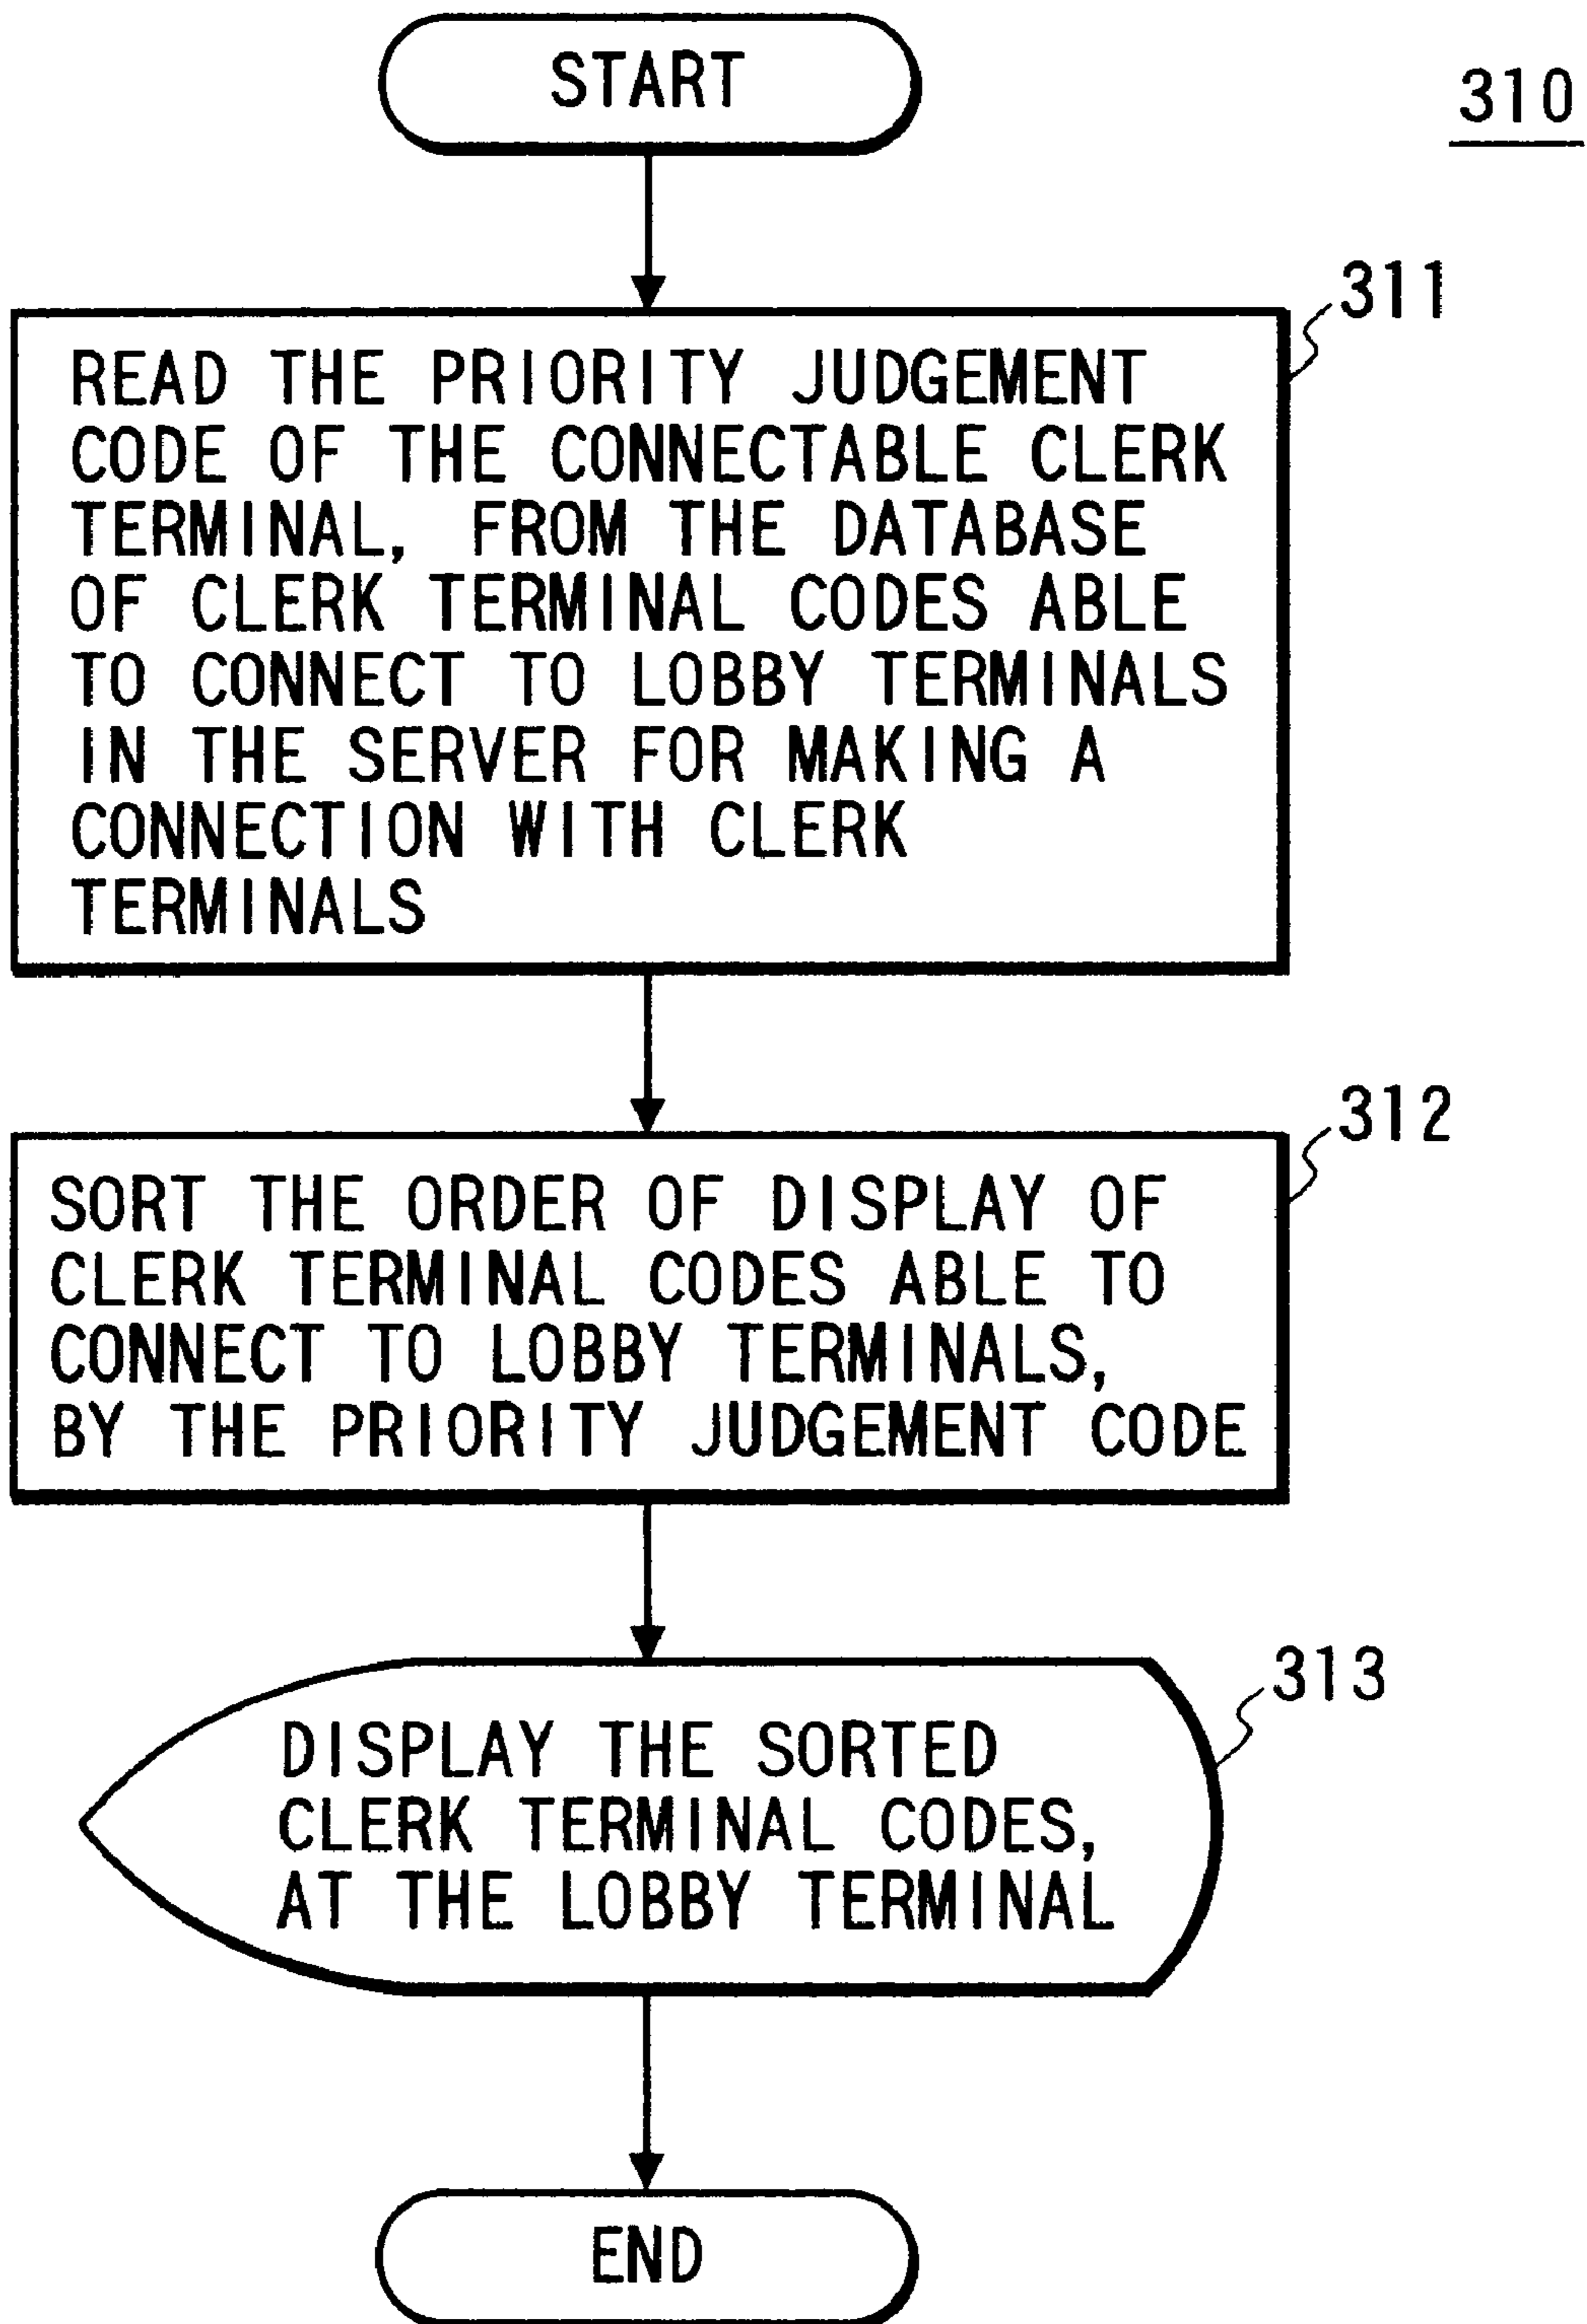 START
310
311
READ THE PRIORITY JUDGEMENT
CODE OF THE CONNECTABLE CLERK
TERMINAL, FROM THE DATABASE
OF CLERK TERMINAL CODES ABLE
TO CONNECT TO LOBBY TERMINALS
IN THE SERVER FOR MAKING A
CONNECTION WITH CLERK
TERMINALS
312
SORT THE ORDER OF DISPLAY OF
CLERK TERMINAL CODES ABLE TO
CONNECT TO LOBBY TERMINALS,
BY THE PRIORITY JUDGEMENT CODE
313
DISPLAY THE SORTED
CLERK TERMINAL CODES,
AT THE LOBBY TERMINAL
END